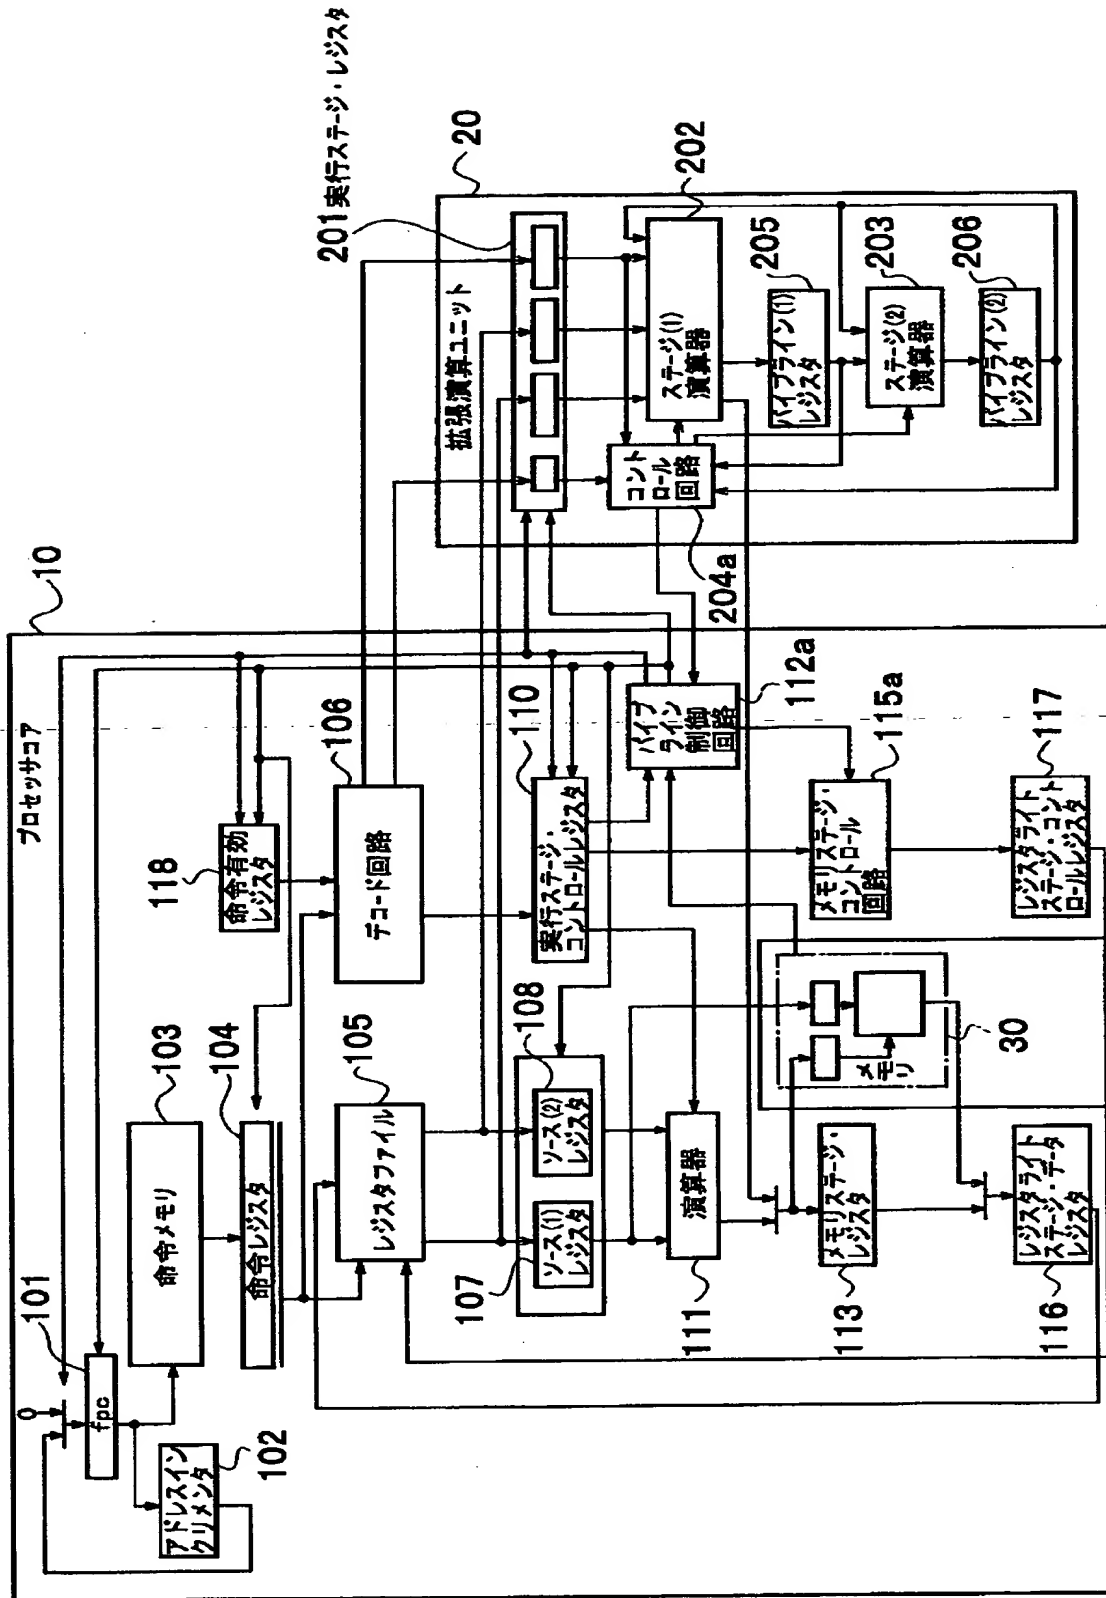 プロセッサコア
10
fpc
101
0
アドレスイン
クリメンタ
102
命令メモリ
103
命令レジスタ
104
命令有効
レジスタ
118
デコード回路
106
レジスタファイル
105
ソース(1)
レジスタ
107
ソース(2)
レジスタ
108
実行ステージ・
コントロールレジスタ
110
演算器
111
パイプ
ライン
制御
回路
112a
メモリステージ・
レジスタ
113
メモリステージ・
コントロール
回路
115a
メモリ
30
レジスタライト
ステージ・データ
レジスタ
116
レジスタライト
ステージ・コント
ロールレジスタ
117
拡張演算ユニット
20
201実行ステージ・レジスタ
ステージ(1)
演算器
202
コント
ロール
回路
204a
パイプライン(1)
レジスタ
205
ステージ(2)
演算器
203
パイプライン(2)
レジスタ
206